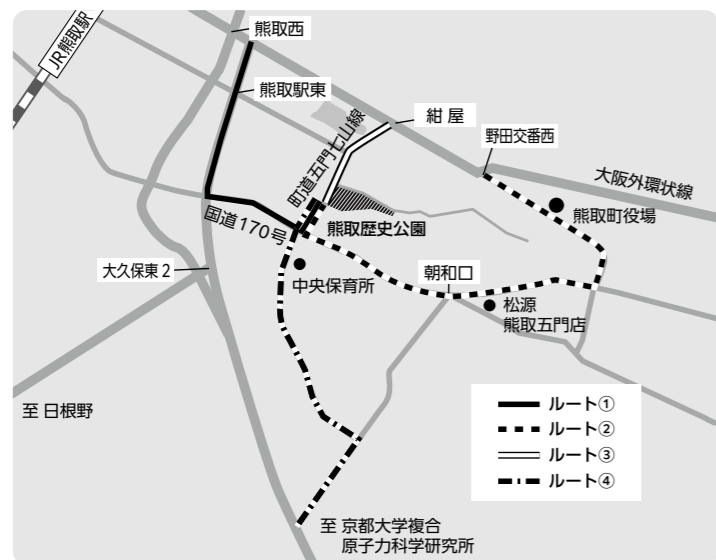 熊取西
JR熊取駅
熊取駅東
紺屋
町道五門七山線
野田交番西
大阪外環状線
熊取町役場
国道170号
熊取歴史公園
大久保東2
中央保育所
朝和口
松源
熊取五門店
至 日根野
ルート①
ルート②
ルート③
ルート④
至 京都大学複合
原子力科学研究所